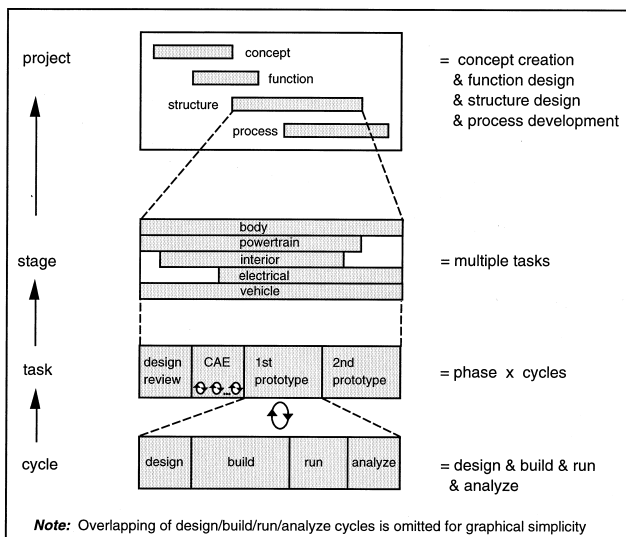 project
concept
function
structure
process
= concept creation
& function design
& structure design
& process development
stage
body
powertrain
interior
electrical
vehicle
= multiple tasks
task
design
review
CAE
...
1st
prototype
2nd
prototype
= phase x cycles
cycle
design
build
run
analyze
= design & build & run
& analyze
Note: Overlapping of design/build/run/analyze cycles is omitted for graphical simplicity